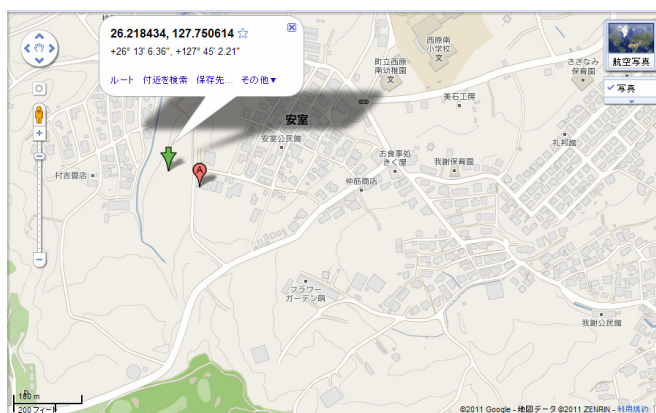 26.218434, 127.750614
+26° 13' 6.36", +127° 45' 2.21"
ルート 付近を検索 保存先... その他▼
西原南
小学校
文
町立西原
南幼稚園
文
さざなみ
保育園
航空写真
写真
美石工房
安室
安室公民館
お食事処
きく屋
我謝保育園
礼邦館
村吉畳店
A
仲筋商店
フラワー
ガーデン萌
我謝公民館
100 m
200 フィート
©2011 Google - 地図データ ©2011 ZENRIN - 利用規約